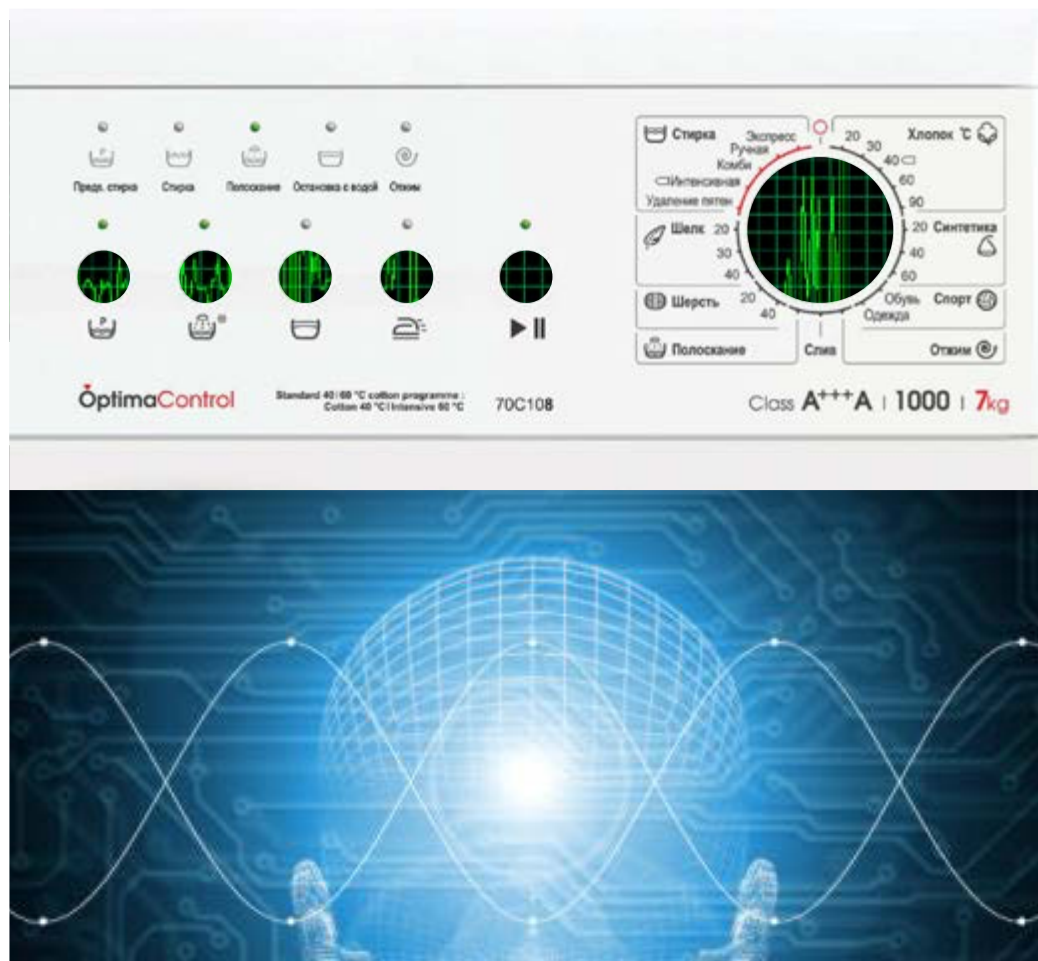 Предв. стирка
Стирка
Полоскание
Остановка с водой
Отжим
P
P
ÖptimaControl
Standard 40 | 60 °C cotton programme :
Cotton 40 °C | Intensive 60 °C
70C108
Стирка
Экспресс
Ручная
Комби
Интенсивная
Удаление пятен
20
30
40
60
90
Хлопок °C
Шелк
20
30
40
20
40
60
Синтетика
Шерсть
20
40
Обувь
Одежда
Спорт
Полоскание
Слив
Отжим
Class A+++A | 1000 | 7kg